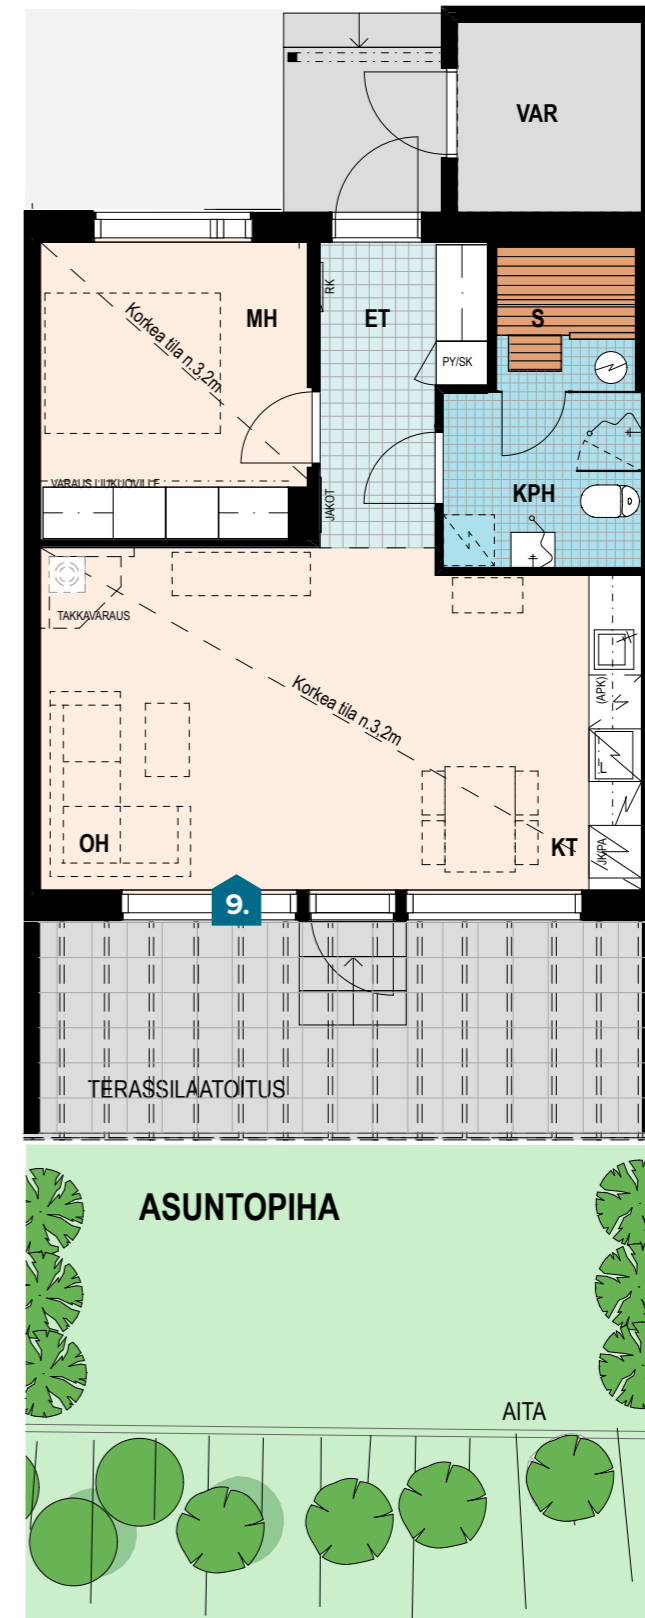 VAR
MH
RK
ET
S
Korkea tila n.3,2m
PY/SK
VARAUS LIUKUOVILLE
JAKOT
KPH
TAKKAVARAUS
Korkea tila n.3,2m
(APK)
L
OH
KT
JK/PA
9.
TERASSILAATOITUS
ASUNTOPIHA
AITA